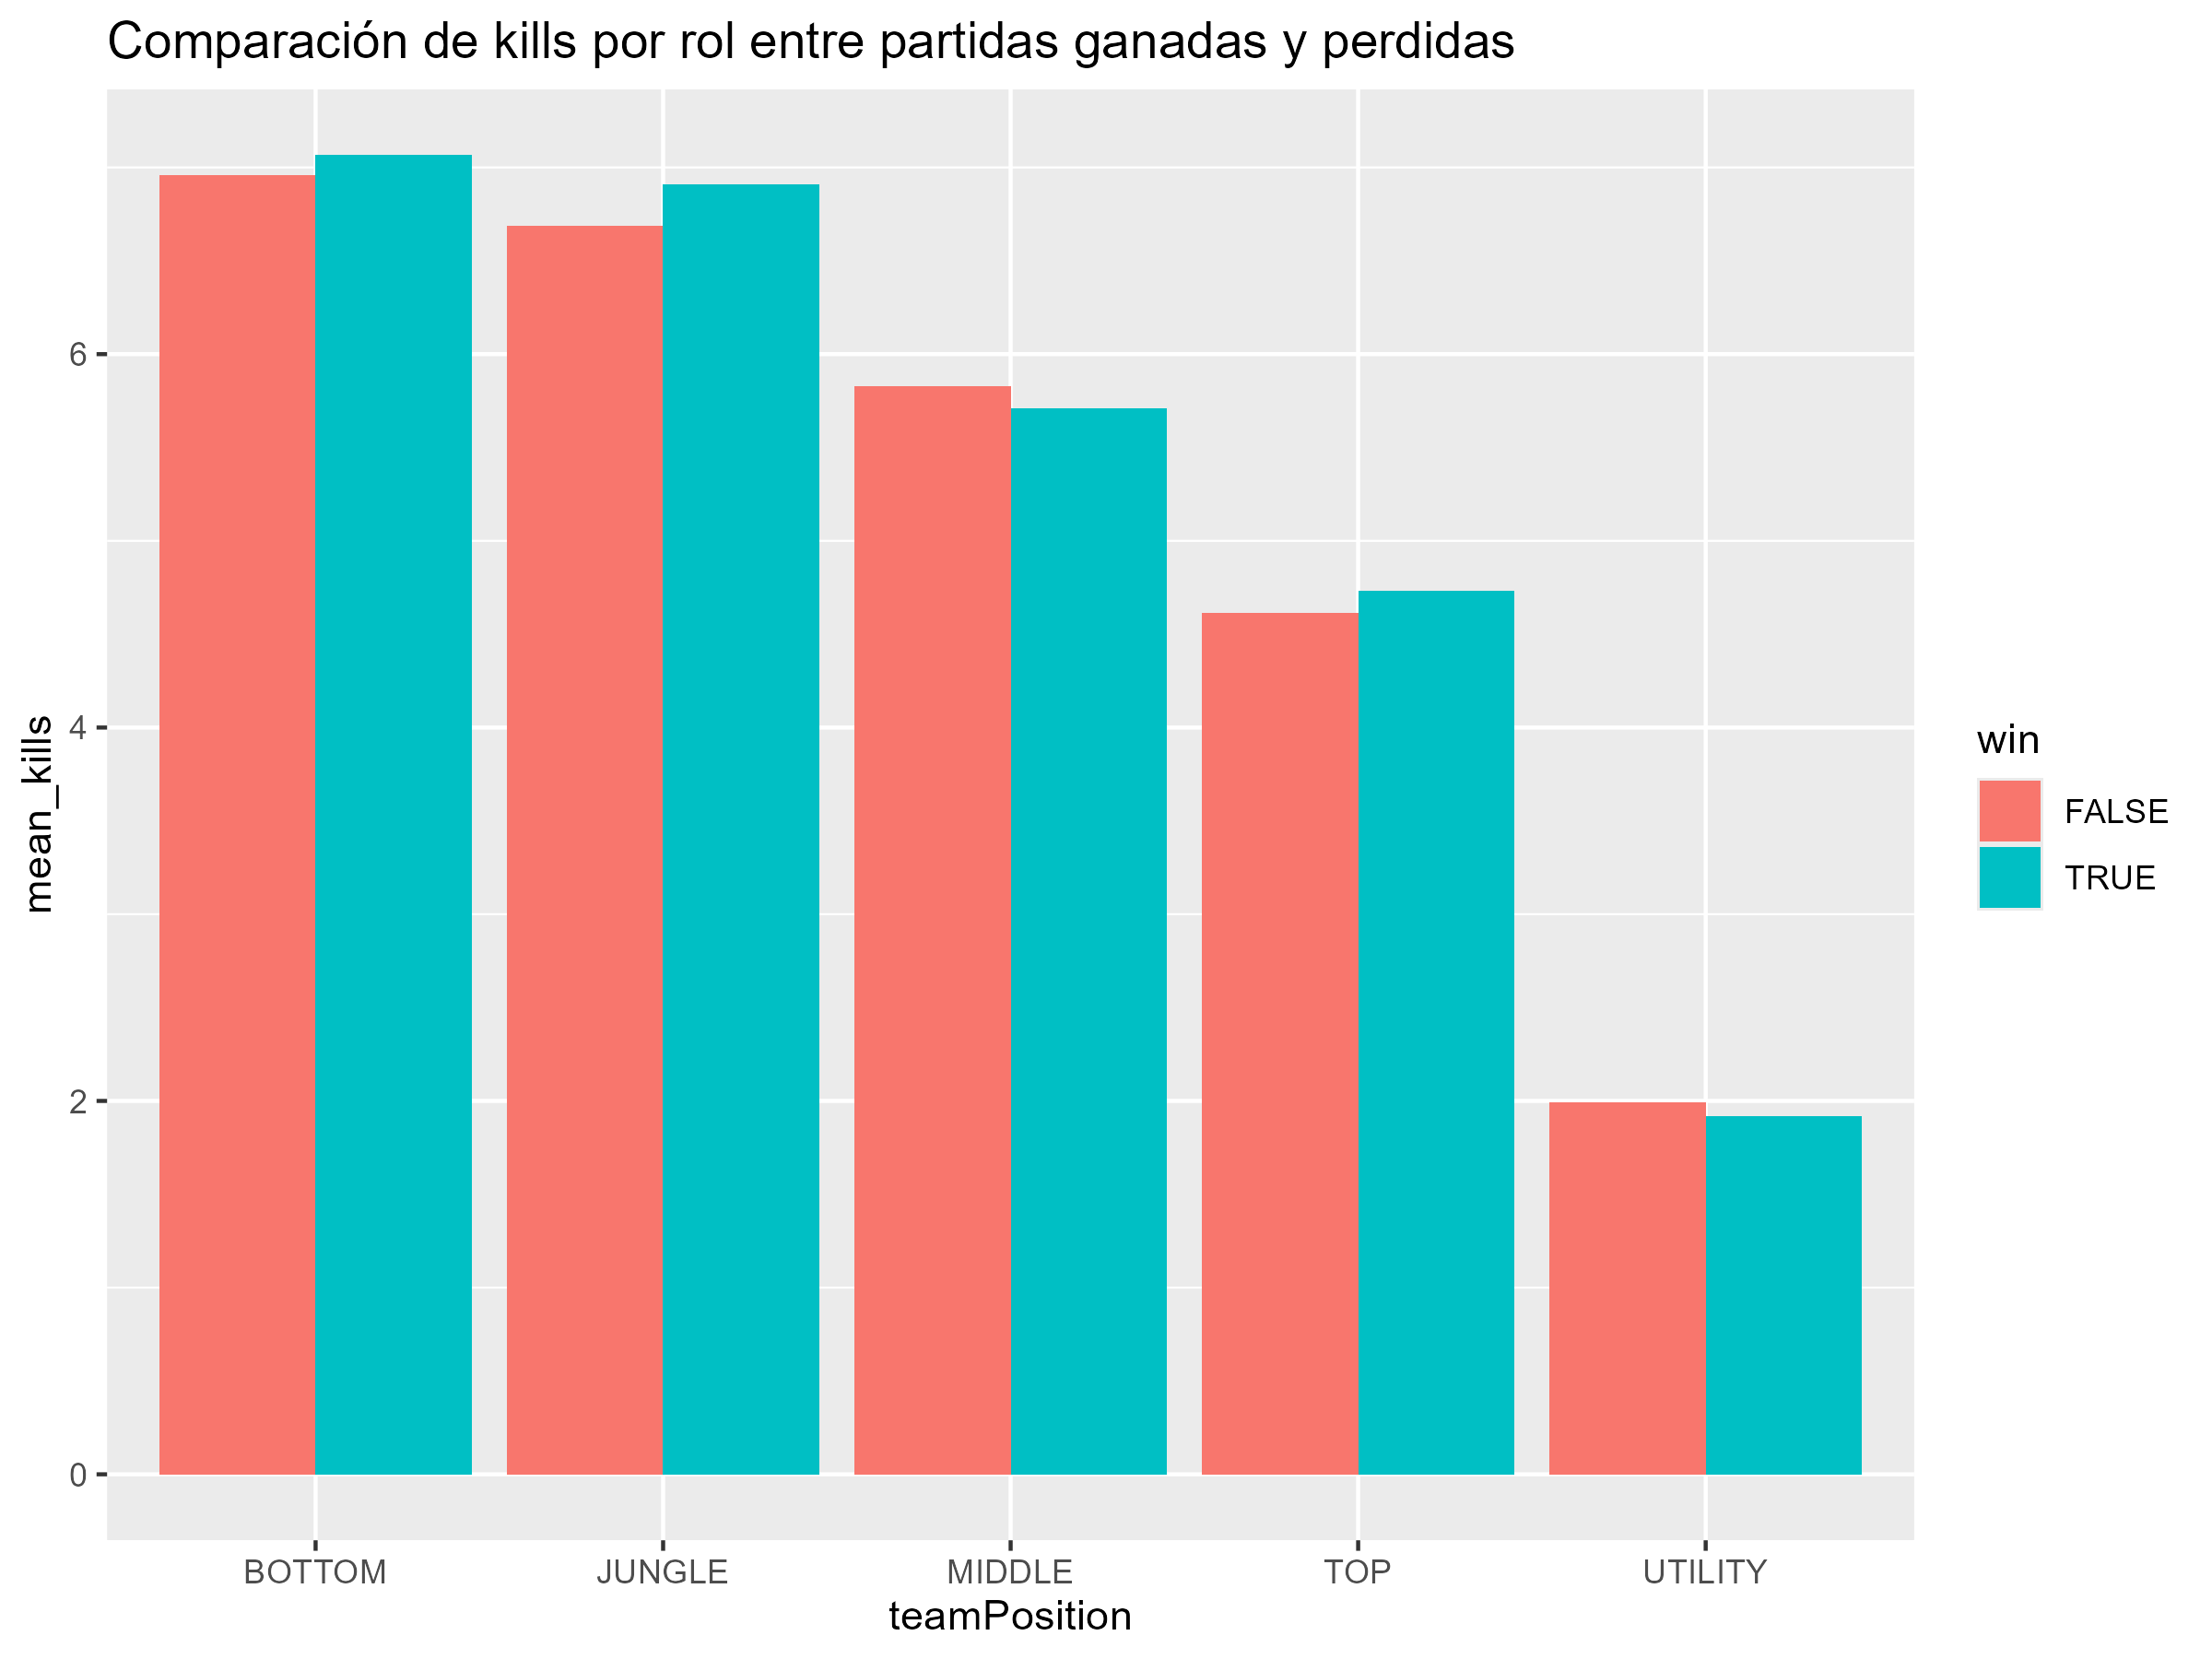 Comparación de kills por rol entre partidas ganadas y perdidas
mean_kills
6
4
2
0
BOTTOM JUNGLE MIDDLE TOP UTILITY
teamPosition
win
FALSE
TRUE